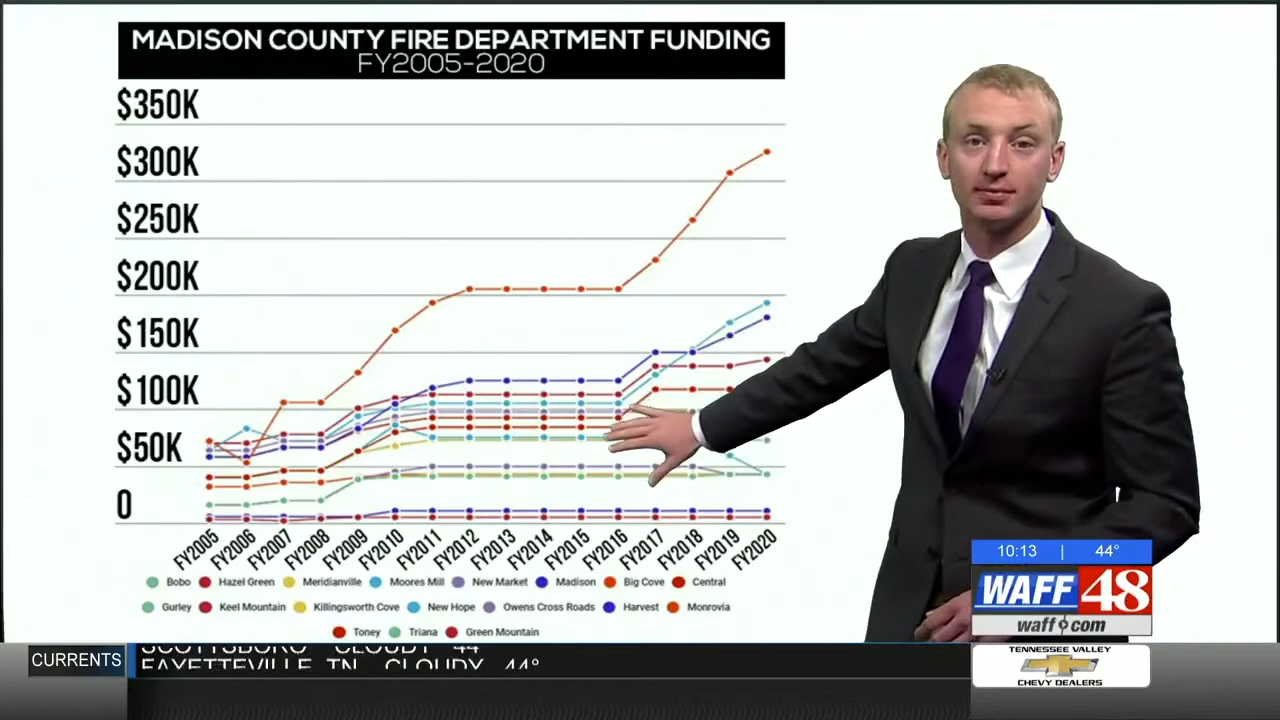 MADISON COUNTY FIRE DEPARTMENT FUNDING
FY2005-2020
$350K
$300K
$250K
$200K
$150K
$100K
$50K
0
FY2005 FY2006 FY2007 FY2008 FY2009 FY2010 FY2011 FY2012 FY2013 FY2014 FY2015 FY2016 FY2017 FY2018 FY2019 FY2020
Bobo Hazel Green Meridianville Moores Mill New Market Madison Big Cove Central
Gurley Keel Mountain Killingsworth Cove New Hope Owens Cross Roads Harvest Monrovia
Toney Triana Green Mountain
10:13 | 44°
WAFF 48
waff.com
CURRENTS
SCOTTSBORO CLOUDY 44
FAYETTEVILLE, TN CLOUDY 44°
TENNESSEE VALLEY
CHEVY DEALERS